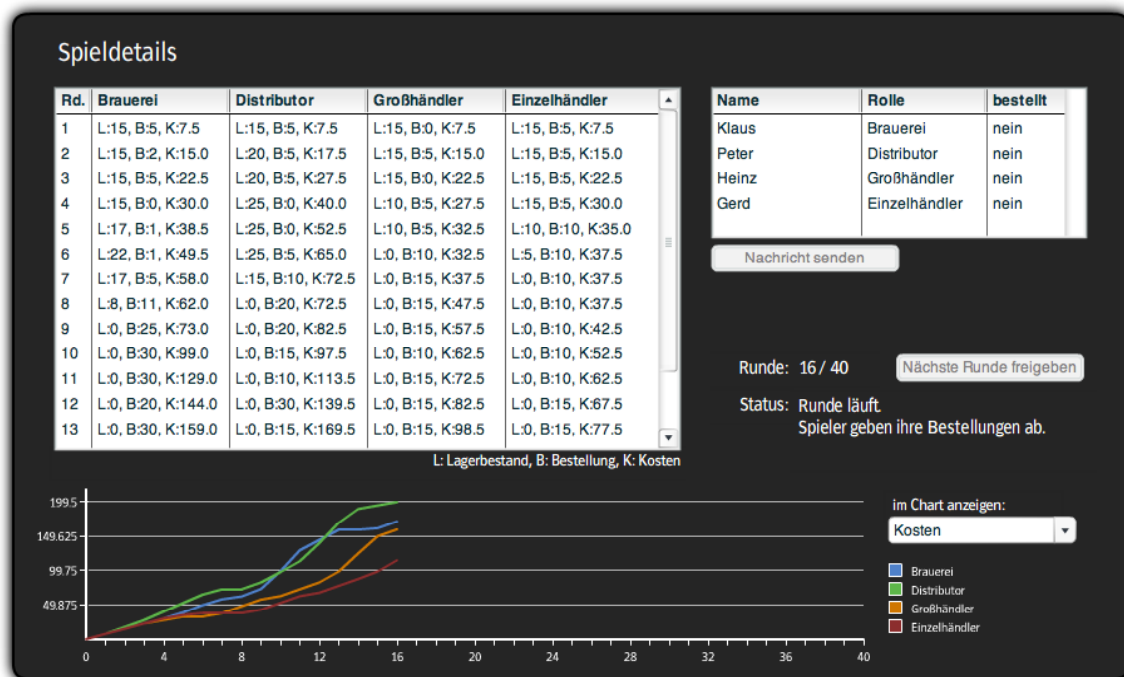 Spieldetails
Rd. Brauerei Distributor Großhändler Einzelhändler
1 L:15, B:5, K:7.5 L:15, B:5, K:7.5 L:15, B:0, K:7.5 L:15, B:5, K:7.5
2 L:15, B:2, K:15.0 L:20, B:5, K:17.5 L:15, B:5, K:15.0 L:15, B:5, K:15.0
3 L:15, B:5, K:22.5 L:20, B:5, K:27.5 L:15, B:0, K:22.5 L:15, B:5, K:22.5
4 L:15, B:0, K:30.0 L:25, B:0, K:40.0 L:10, B:5, K:27.5 L:15, B:5, K:30.0
5 L:17, B:1, K:38.5 L:25, B:0, K:52.5 L:10, B:5, K:32.5 L:10, B:10, K:35.0
6 L:22, B:1, K:49.5 L:25, B:5, K:65.0 L:0, B:10, K:32.5 L:5, B:10, K:37.5
7 L:17, B:5, K:58.0 L:15, B:10, K:72.5 L:0, B:15, K:37.5 L:0, B:10, K:37.5
8 L:8, B:11, K:62.0 L:0, B:20, K:72.5 L:0, B:15, K:47.5 L:0, B:10, K:37.5
9 L:0, B:25, K:73.0 L:0, B:20, K:82.5 L:0, B:15, K:57.5 L:0, B:10, K:42.5
10 L:0, B:30, K:99.0 L:0, B:15, K:97.5 L:0, B:10, K:62.5 L:0, B:10, K:52.5
11 L:0, B:30, K:129.0 L:0, B:10, K:113.5 L:0, B:15, K:72.5 L:0, B:10, K:62.5
12 L:0, B:20, K:144.0 L:0, B:30, K:139.5 L:0, B:15, K:82.5 L:0, B:15, K:67.5
13 L:0, B:30, K:159.0 L:0, B:15, K:169.5 L:0, B:15, K:98.5 L:0, B:15, K:77.5
L: Lagerbestand, B: Bestellung, K: Kosten
Name Rolle bestellt
Klaus Brauerei nein
Peter Distributor nein
Heinz Großhändler nein
Gerd Einzelhändler nein
Nachricht senden
Runde: 16 / 40 Nächste Runde freigeben
Status: Runde läuft.
Spieler geben ihre Bestellungen ab.
199.5
149.625
99.75
49.875
0 4 8 12 16 20 24 28 32 36 40
im Chart anzeigen:
Kosten
Brauerei
Distributor
Großhändler
Einzelhändler